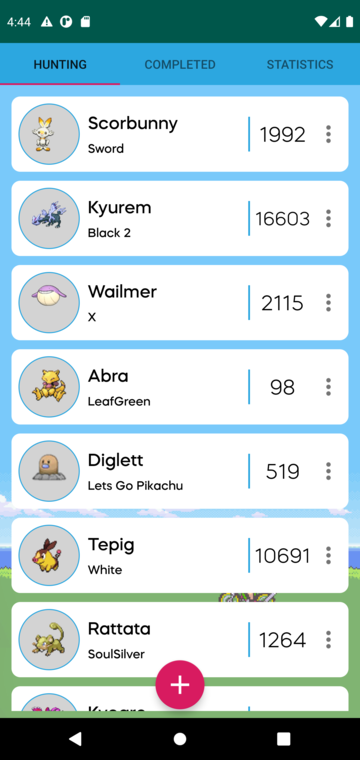 4:44
HUNTING COMPLETED STATISTICS
Scorbunny
Sword
1992
Kyurem
Black 2
16603
Wailmer
X
2115
Abra
LeafGreen
98
Diglett
Lets Go Pikachu
519
Tepig
White
10691
Rattata
SoulSilver
1264